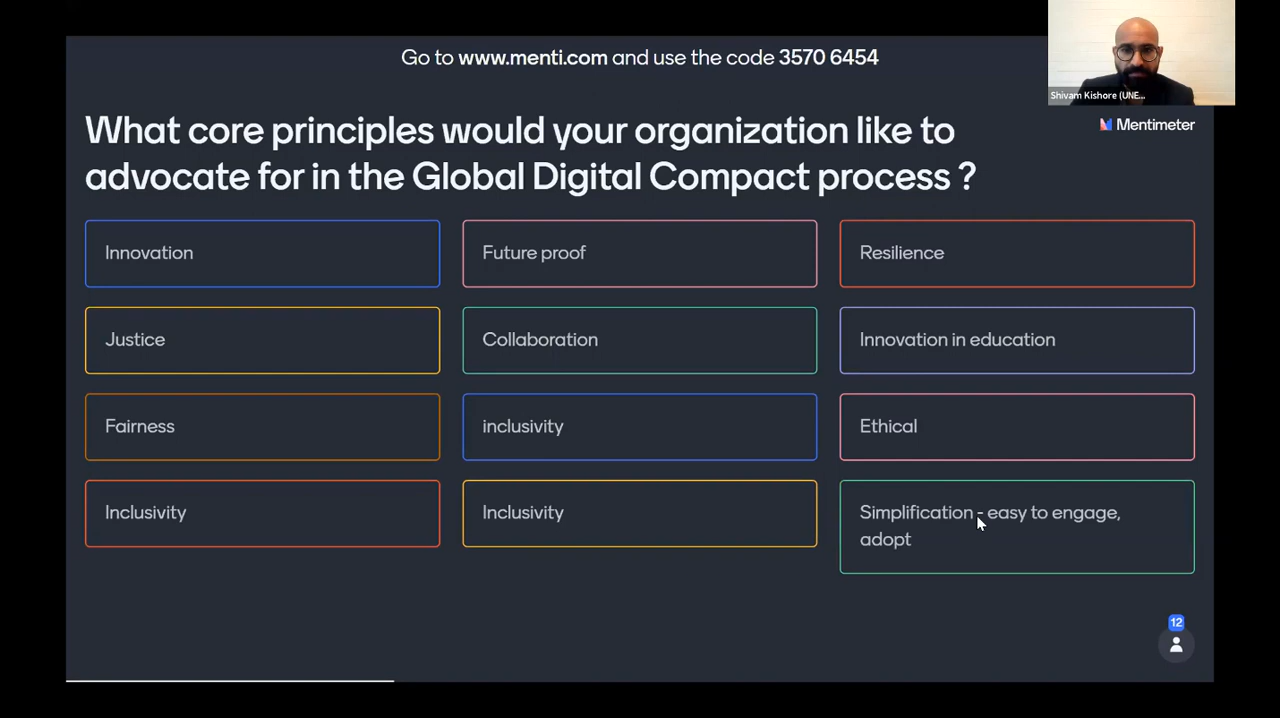 Go to www.menti.com and use the code 3570 6454
Shivam Kishore (UNE...
Mentimeter
What core principles would your organization like to
advocate for in the Global Digital Compact process ?
Innovation
Future proof
Resilience
Justice
Collaboration
Innovation in education
Fairness
inclusivity
Ethical
Inclusivity
Inclusivity
Simplification - easy to engage,
adopt
12